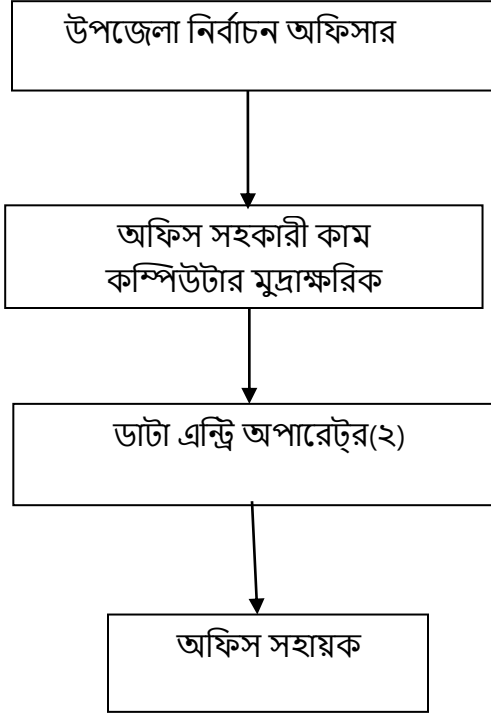 উপজেলা নির্বাচন অফিসার
অফিস সহকারী কাম
কম্পিউটার মুদ্রাক্ষরিক
ডাটা এন্ট্রি অপারেট্র(২)
অফিস সহায়ক